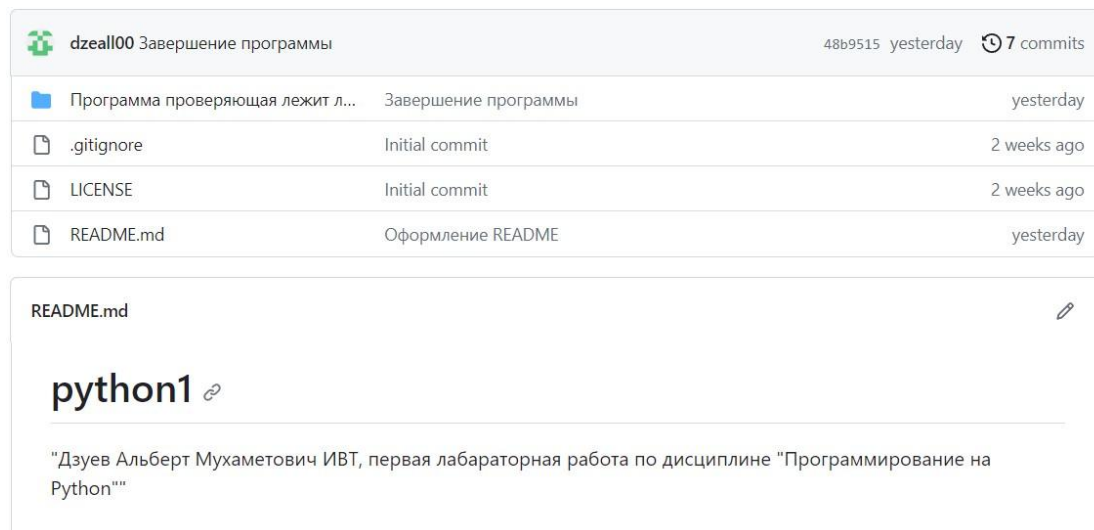 dzeall00 Завершение программы 48b9515 yesterday 7 commits
Программа проверяющая лежит л... Завершение программы yesterday
.gitignore Initial commit 2 weeks ago
LICENSE Initial commit 2 weeks ago
README.md Оформление README yesterday
README.md
python1
"Дзуев Альберт Мухаметович ИВТ, первая лабараторная работа по дисциплине "Программирование на
Python""